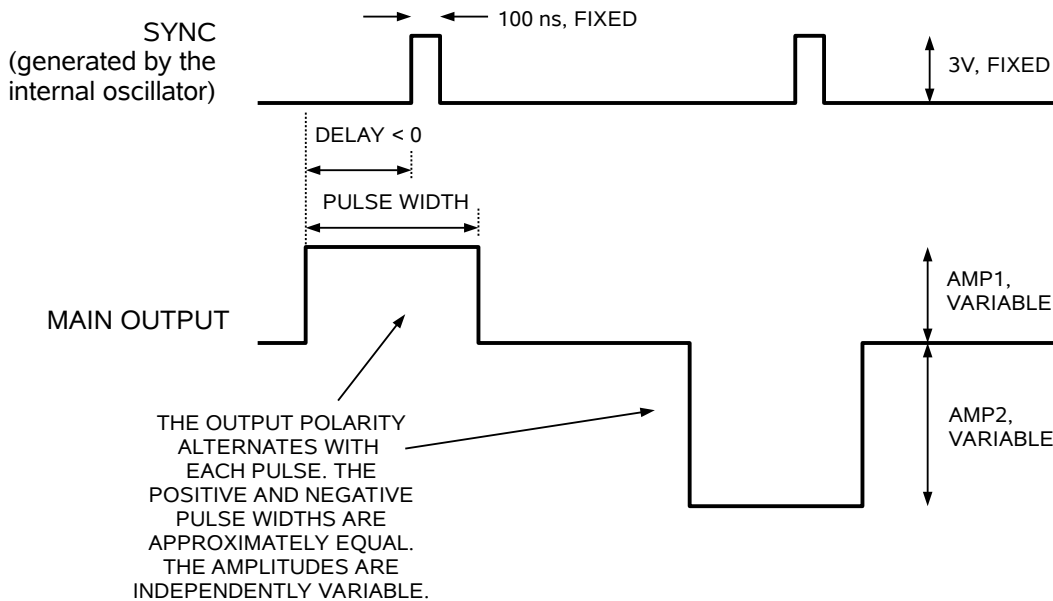 100 ns, FIXED
SYNC
(generated by the
internal oscillator)
3V, FIXED
DELAY < 0
PULSE WIDTH
AMP1,
VARIABLE
MAIN OUTPUT
THE OUTPUT POLARITY
ALTERNATES WITH
EACH PULSE. THE
POSITIVE AND NEGATIVE
PULSE WIDTHS ARE
APPROXIMATELY EQUAL.
THE AMPLITUDES ARE
INDEPENDENTLY VARIABLE.
AMP2,
VARIABLE